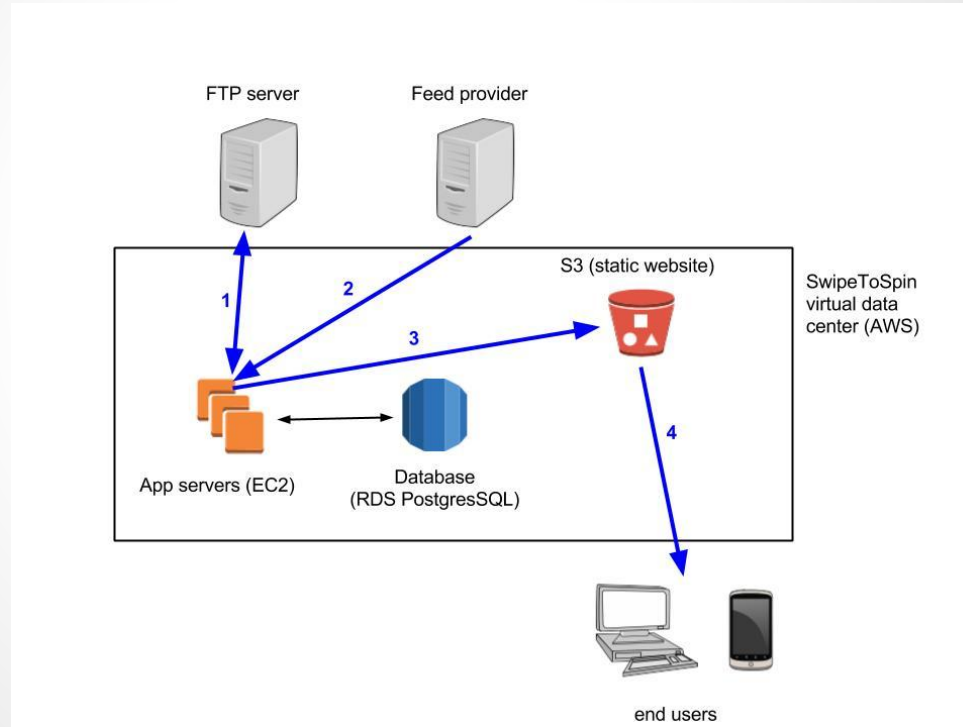 FTP server
Feed provider
S3 (static website)
SwipeToSpin
virtual data
center (AWS)
1
2
3
4
App servers (EC2)
Database
(RDS PostgresSQL)
end users